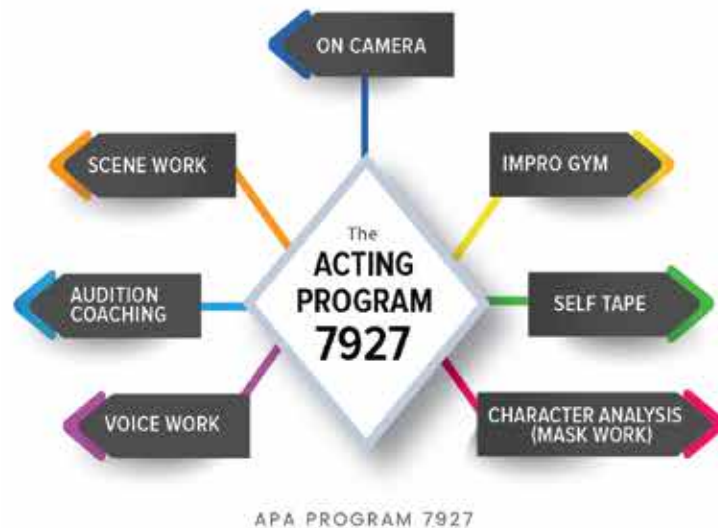 ON CAMERA
SCENE WORK
IMPRO GYM
The
ACTING
PROGRAM
7927
AUDITION
COACHING
SELF TAPE
VOICE WORK
CHARACTER ANALYSIS
(MASK WORK)
APA PROGRAM 7927